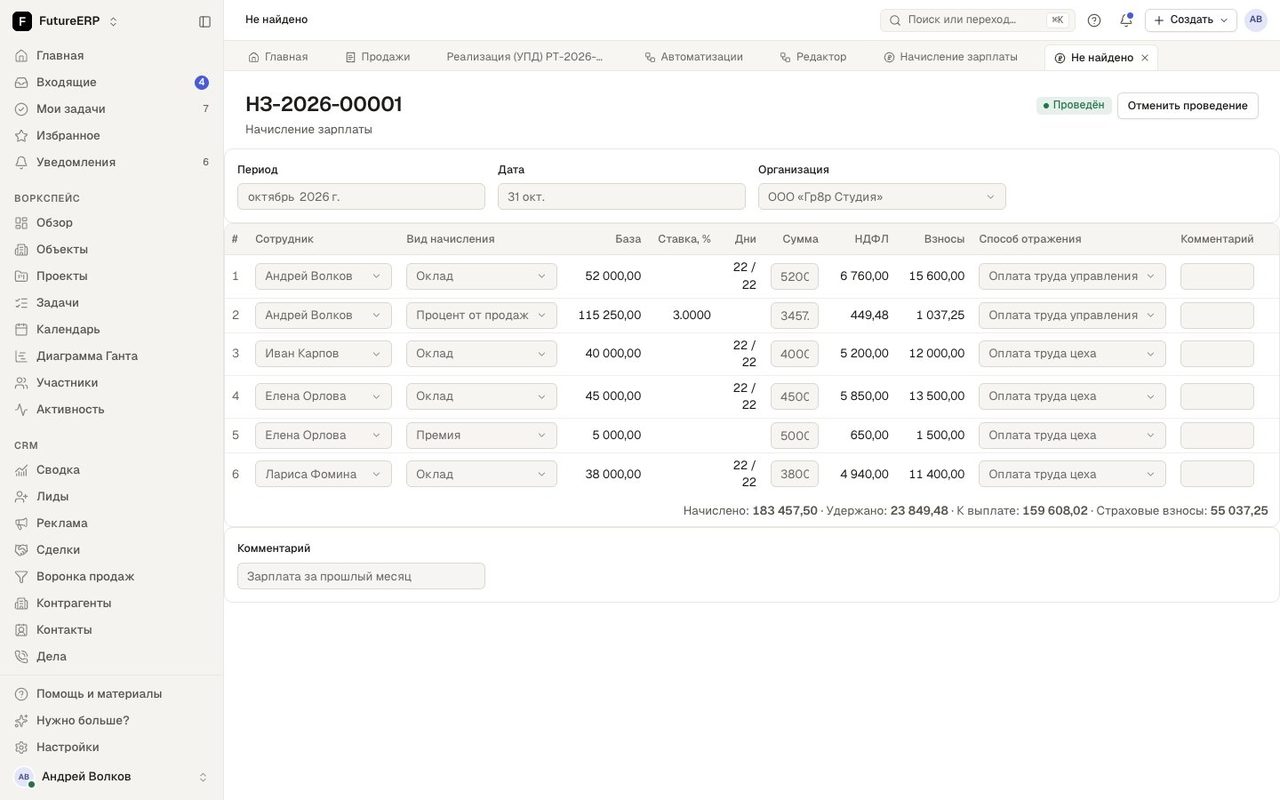 F FutureERP
Главная
Входящие 4
Мои задачи 7
Избранное
Уведомления 6
ВОРКСПЕЙС
Обзор
Объекты
Проекты
Задачи
Календарь
Диаграмма Ганта
Участники
Активность
CRM
Сводка
Лиды
Реклама
Сделки
Воронка продаж
Контрагенты
Контакты
Дела
Помощь и материалы
Нужно больше?
Настройки
АВ Андрей Волков
Не найдено
Поиск или переход… ⌘K
Создать
АВ
Главная Продажи Реализация (УПД) РТ-2026-… Автоматизации Редактор Начисление зарплаты Не найдено
НЗ-2026-00001
Начисление зарплаты
Проведён Отменить проведение
Период Дата Организация
октябрь 2026 г. 31 окт. ООО «Гр8р Студия»
# Сотрудник Вид начисления База Ставка, % Дни Сумма НДФЛ Взносы Способ отражения Комментарий
1 Андрей Волков Оклад 52 000,00 22 / 22 5200 6 760,00 15 600,00 Оплата труда управления
2 Андрей Волков Процент от продаж 115 250,00 3.0000 3457. 449,48 1 037,25 Оплата труда управления
3 Иван Карпов Оклад 40 000,00 22 / 22 4000 5 200,00 12 000,00 Оплата труда цеха
4 Елена Орлова Оклад 45 000,00 22 / 22 4500 5 850,00 13 500,00 Оплата труда цеха
5 Елена Орлова Премия 5 000,00 5000 650,00 1 500,00 Оплата труда цеха
6 Лариса Фомина Оклад 38 000,00 22 / 22 3800 4 940,00 11 400,00 Оплата труда цеха
Начислено: 183 457,50 · Удержано: 23 849,48 · К выплате: 159 608,02 · Страховые взносы: 55 037,25
Комментарий
Зарплата за прошлый месяц